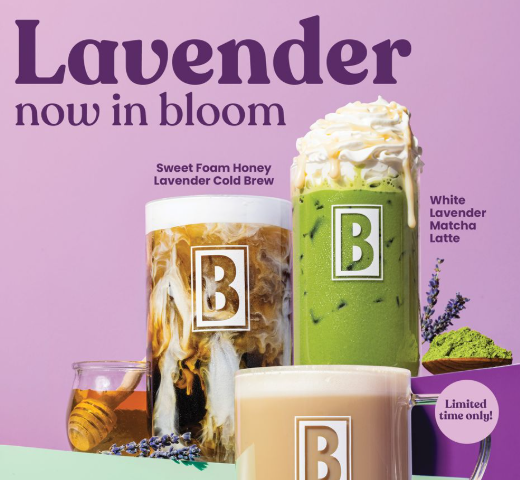 Lavender
now in bloom
Sweet Foam Honey
Lavender Cold Brew
White
Lavender
Matcha
Latte
B
B
B
Limited
time only!